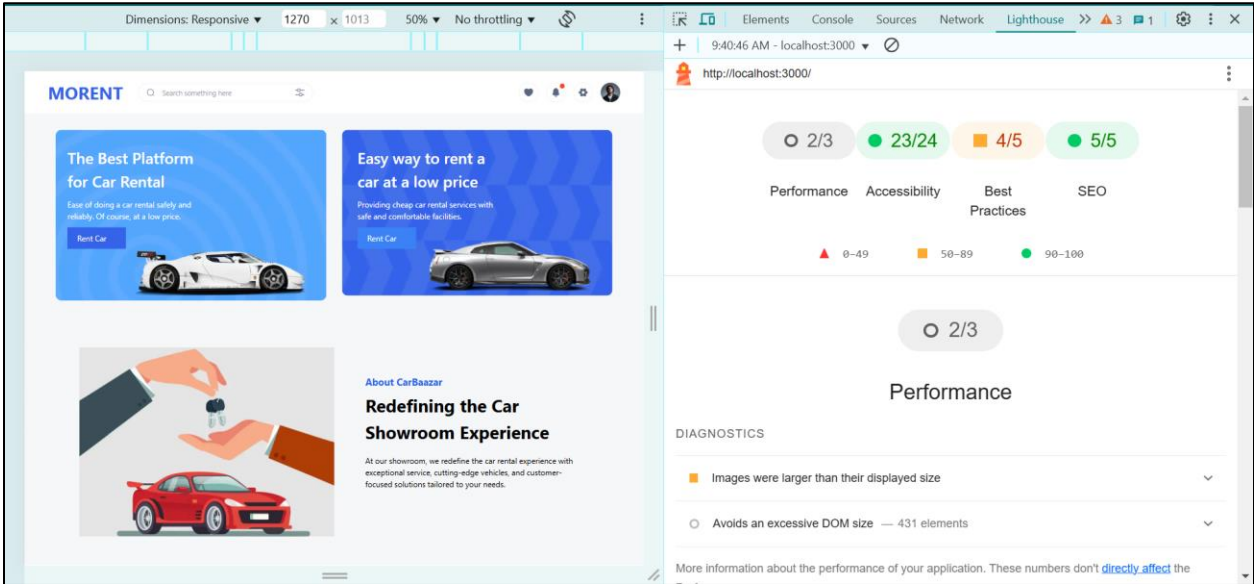 Dimensions: Responsive ▼ 1270 × 1013 50% ▼ No throttling ▼
Elements Console Sources Network Lighthouse 3 1
9:40:46 AM - localhost:3000 ▼
http://localhost:3000/
MORENT Search something here
The Best Platform
for Car Rental
Ease of doing a car rental safely and
reliably. Of course, at a low price.
Rent Car
Easy way to rent a
car at a low price
Providing cheap car rental services with
safe and comfortable facilities.
Rent Car
About CarBaazar
Redefining the Car
Showroom Experience
At our showroom, we redefine the car rental experience with
exceptional service, cutting-edge vehicles, and customer-
focused solutions tailored to your needs.
2/3 23/24 4/5 5/5
Performance Accessibility Best Practices SEO
0–49 50–89 90–100
2/3
Performance
DIAGNOSTICS
Images were larger than their displayed size
Avoids an excessive DOM size — 431 elements
More information about the performance of your application. These numbers don't directly affect the